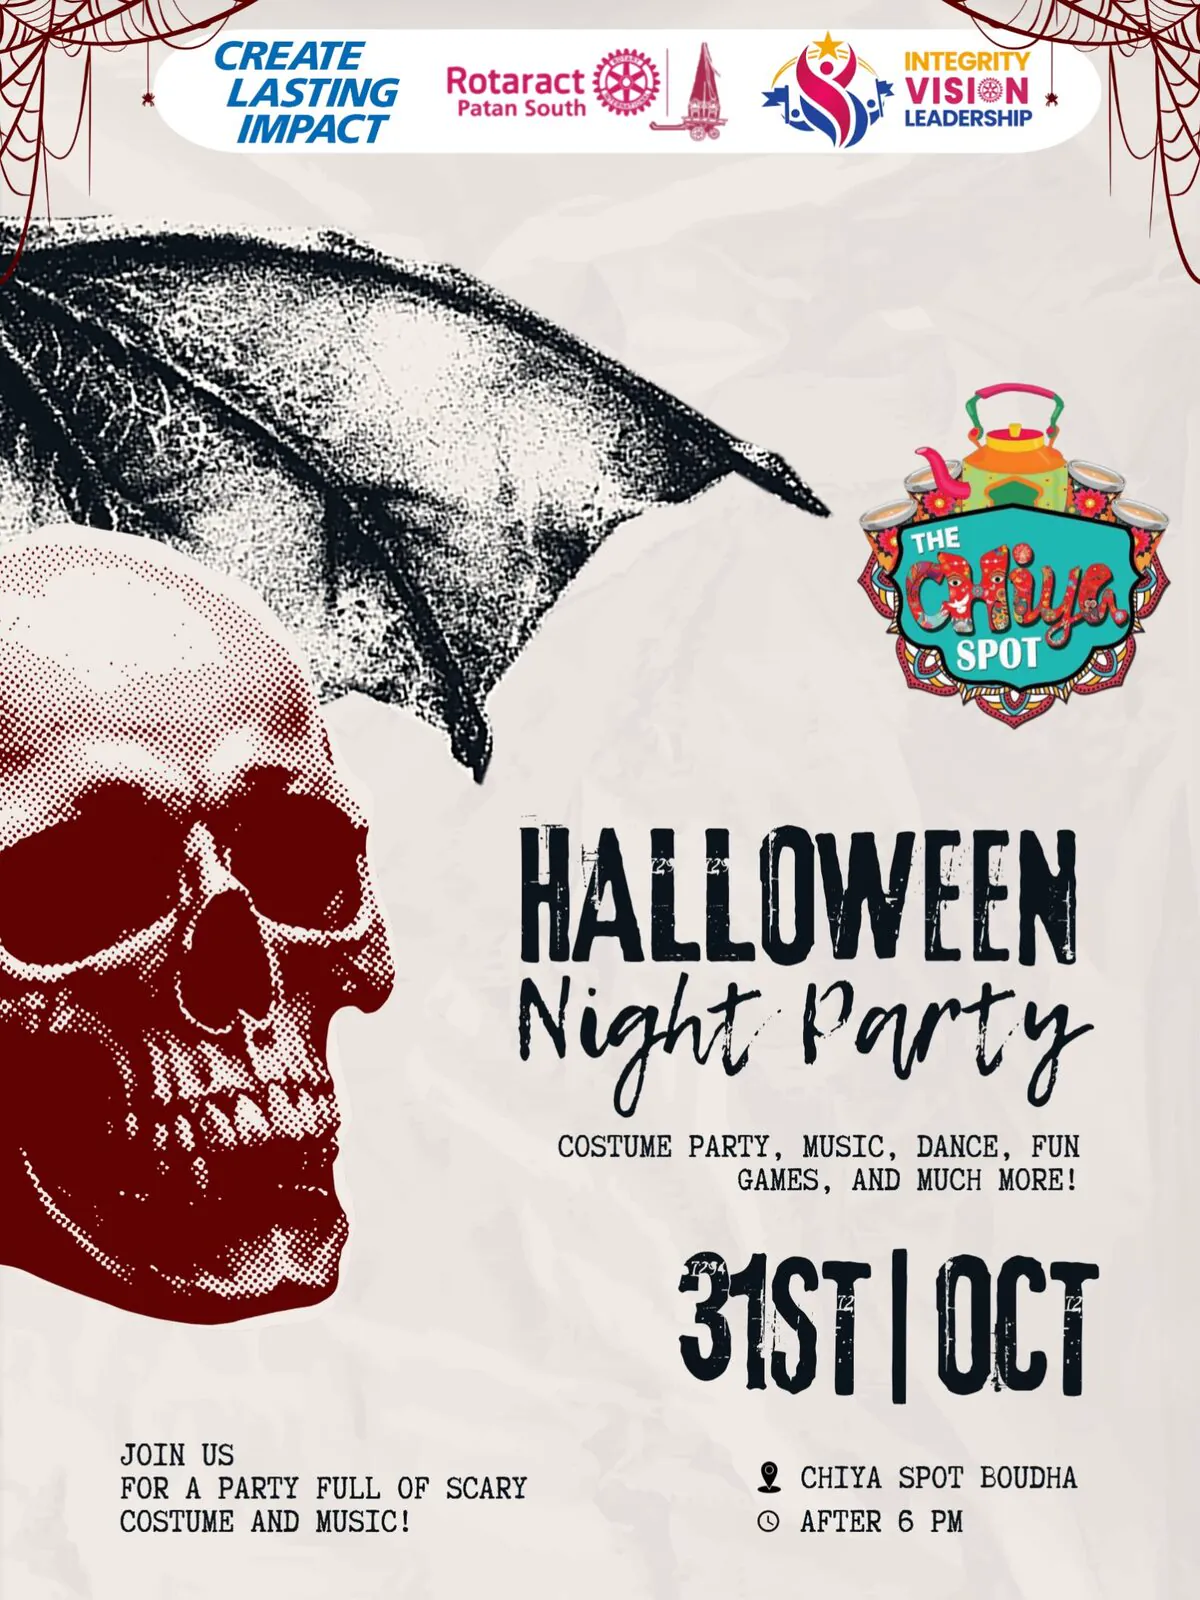 CREATE
LASTING
IMPACT
Rotaract
Patan South
INTEGRITY
VISION
LEADERSHIP
THE
CHiya
SPOT
HALLOWEEN
Night Party
COSTUME PARTY, MUSIC, DANCE, FUN
GAMES, AND MUCH MORE!
31ST|OCT
JOIN US
FOR A PARTY FULL OF SCARY
COSTUME AND MUSIC!
CHIYA SPOT BOUDHA
AFTER 6 PM